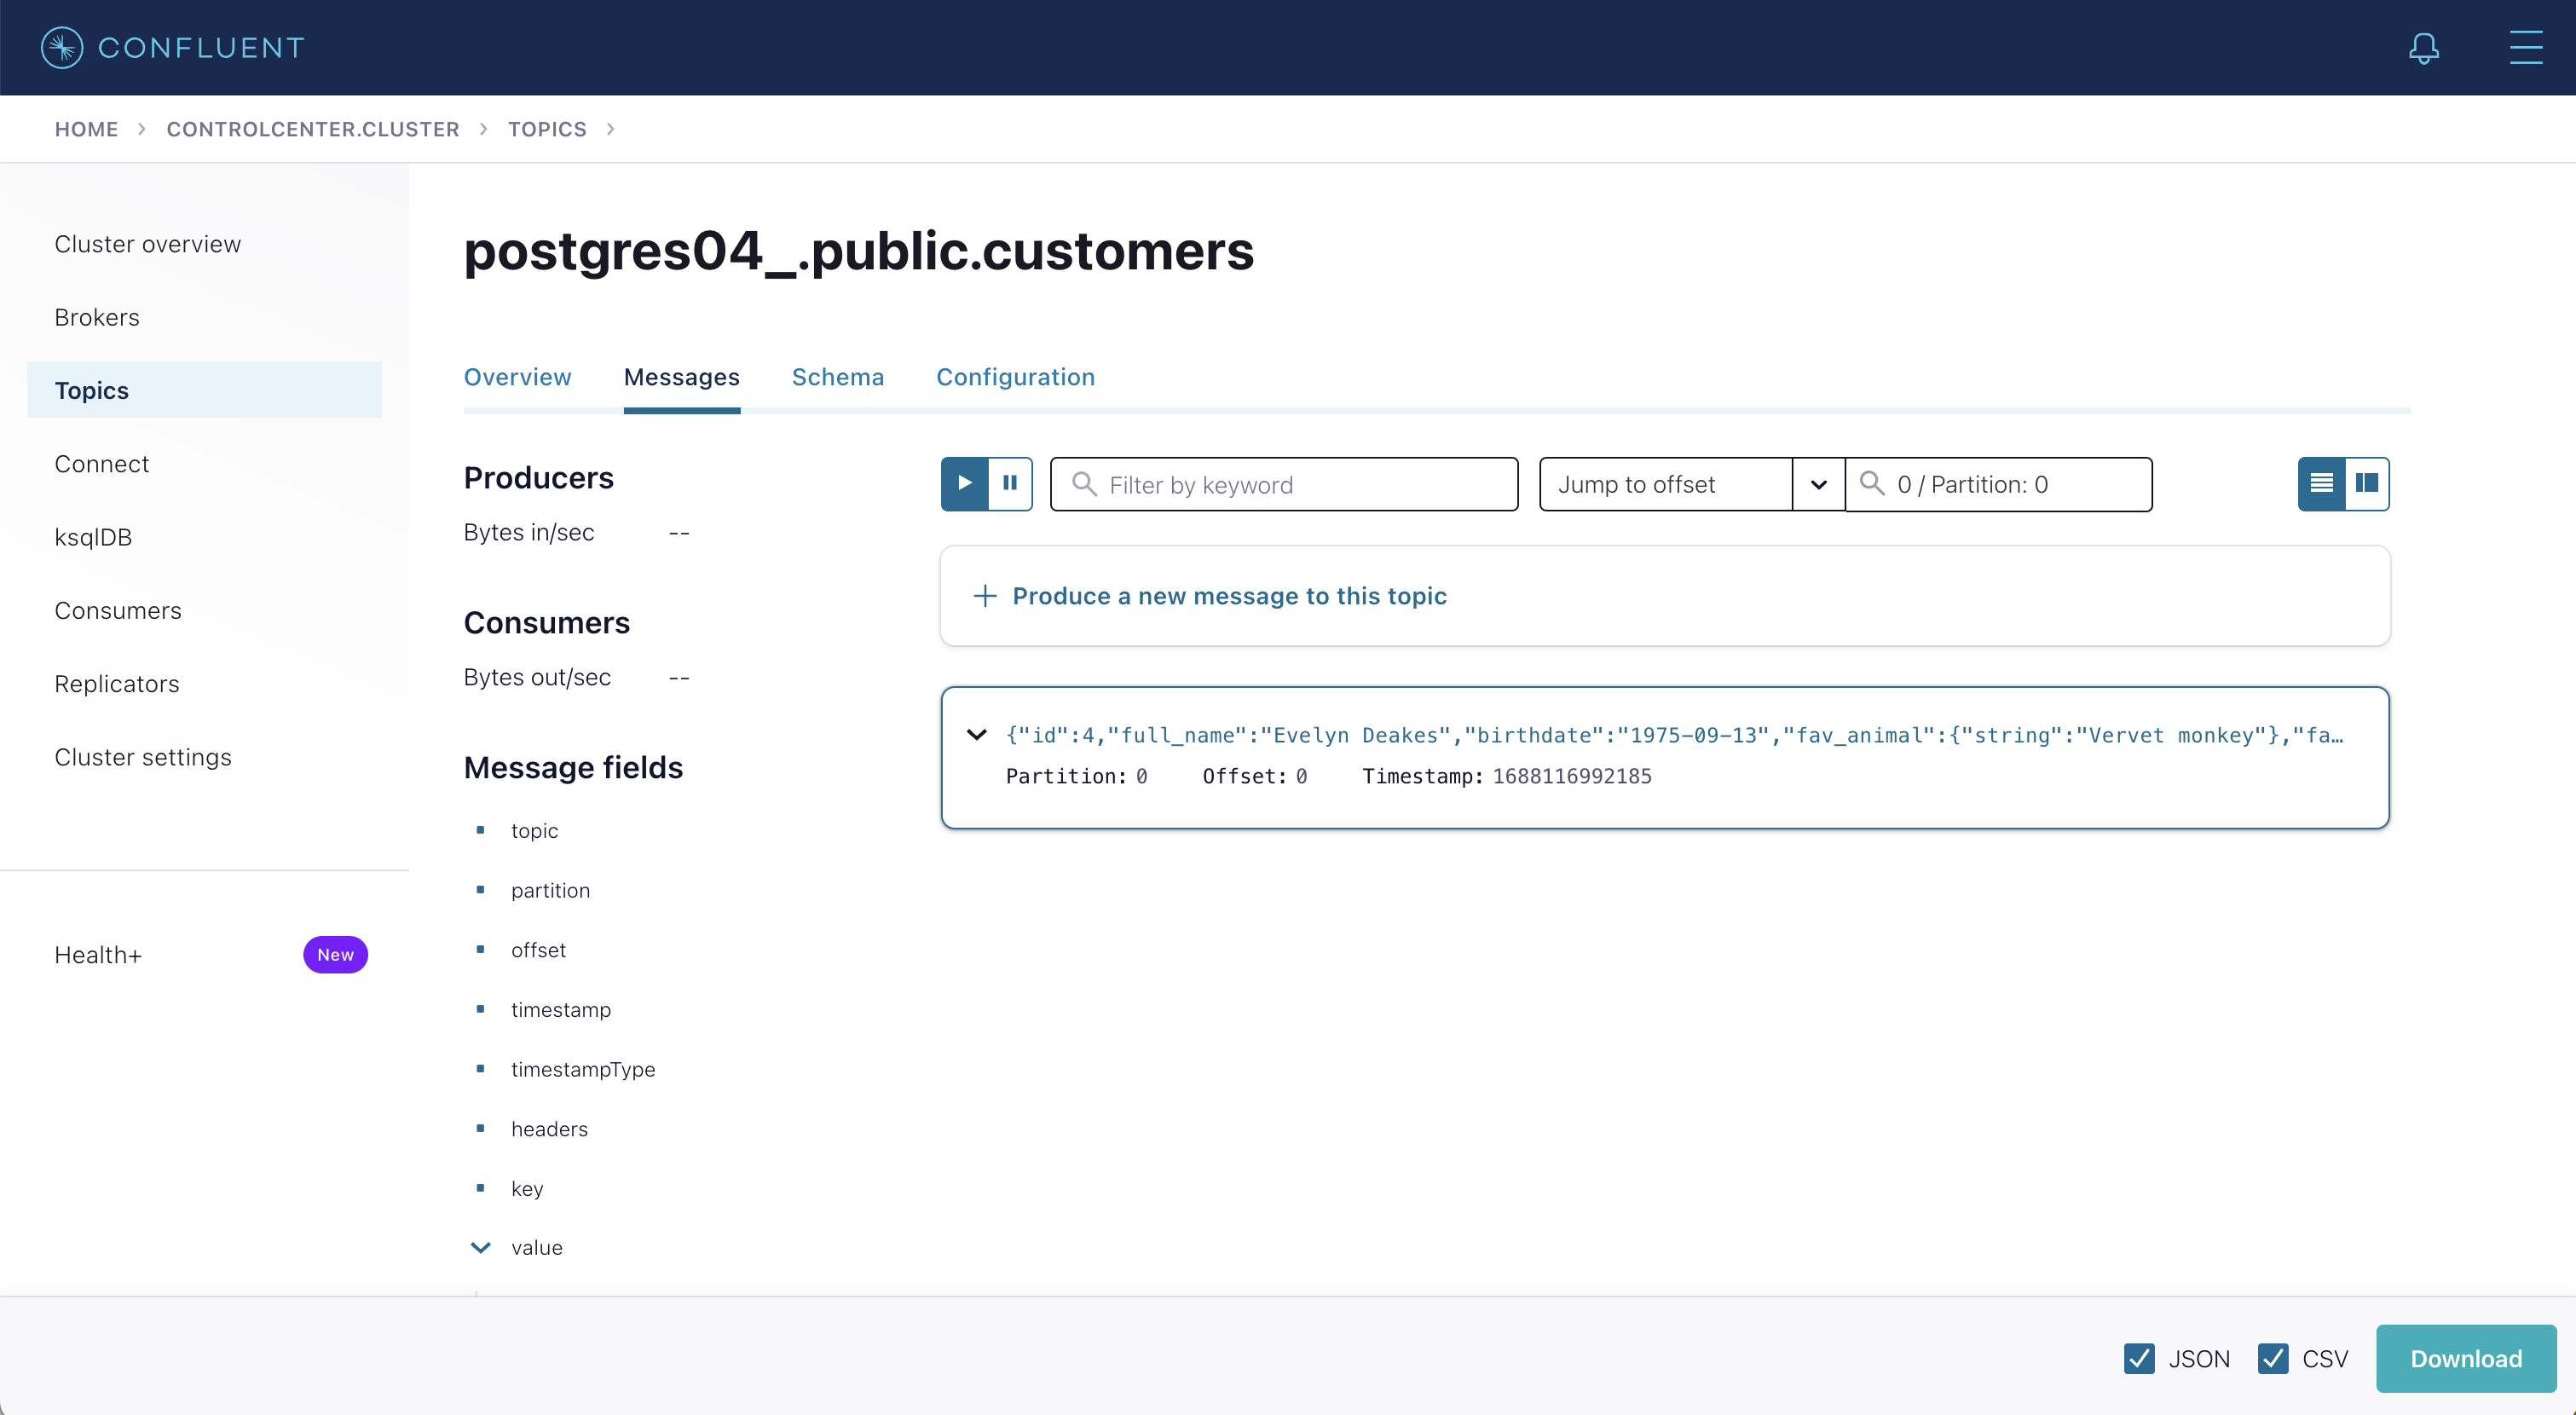 CONFLUENT
HOME > CONTROLCENTER.CLUSTER > TOPICS >
Cluster overview
Brokers
Topics
Connect
ksqlDB
Consumers
Replicators
Cluster settings
Health+ New
postgres04_.public.customers
Overview Messages Schema Configuration
Producers
Bytes in/sec --
Consumers
Bytes out/sec --
Message fields
topic
partition
offset
timestamp
timestampType
headers
key
value
Filter by keyword
Jump to offset
0 / Partition: 0
+ Produce a new message to this topic
{"id":4,"full_name":"Evelyn Deakes","birthdate":"1975-09-13","fav_animal":{"string":"Vervet monkey"},"fa…
Partition: 0 Offset: 0 Timestamp: 1688116992185
JSON CSV Download